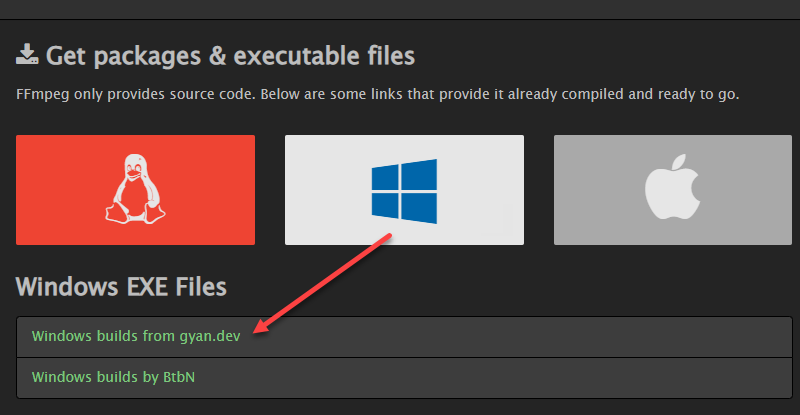 Get packages & executable files
FFmpeg only provides source code. Below are some links that provide it already compiled and ready to go.
Windows EXE Files
Windows builds from gyan.dev
Windows builds by BtbN